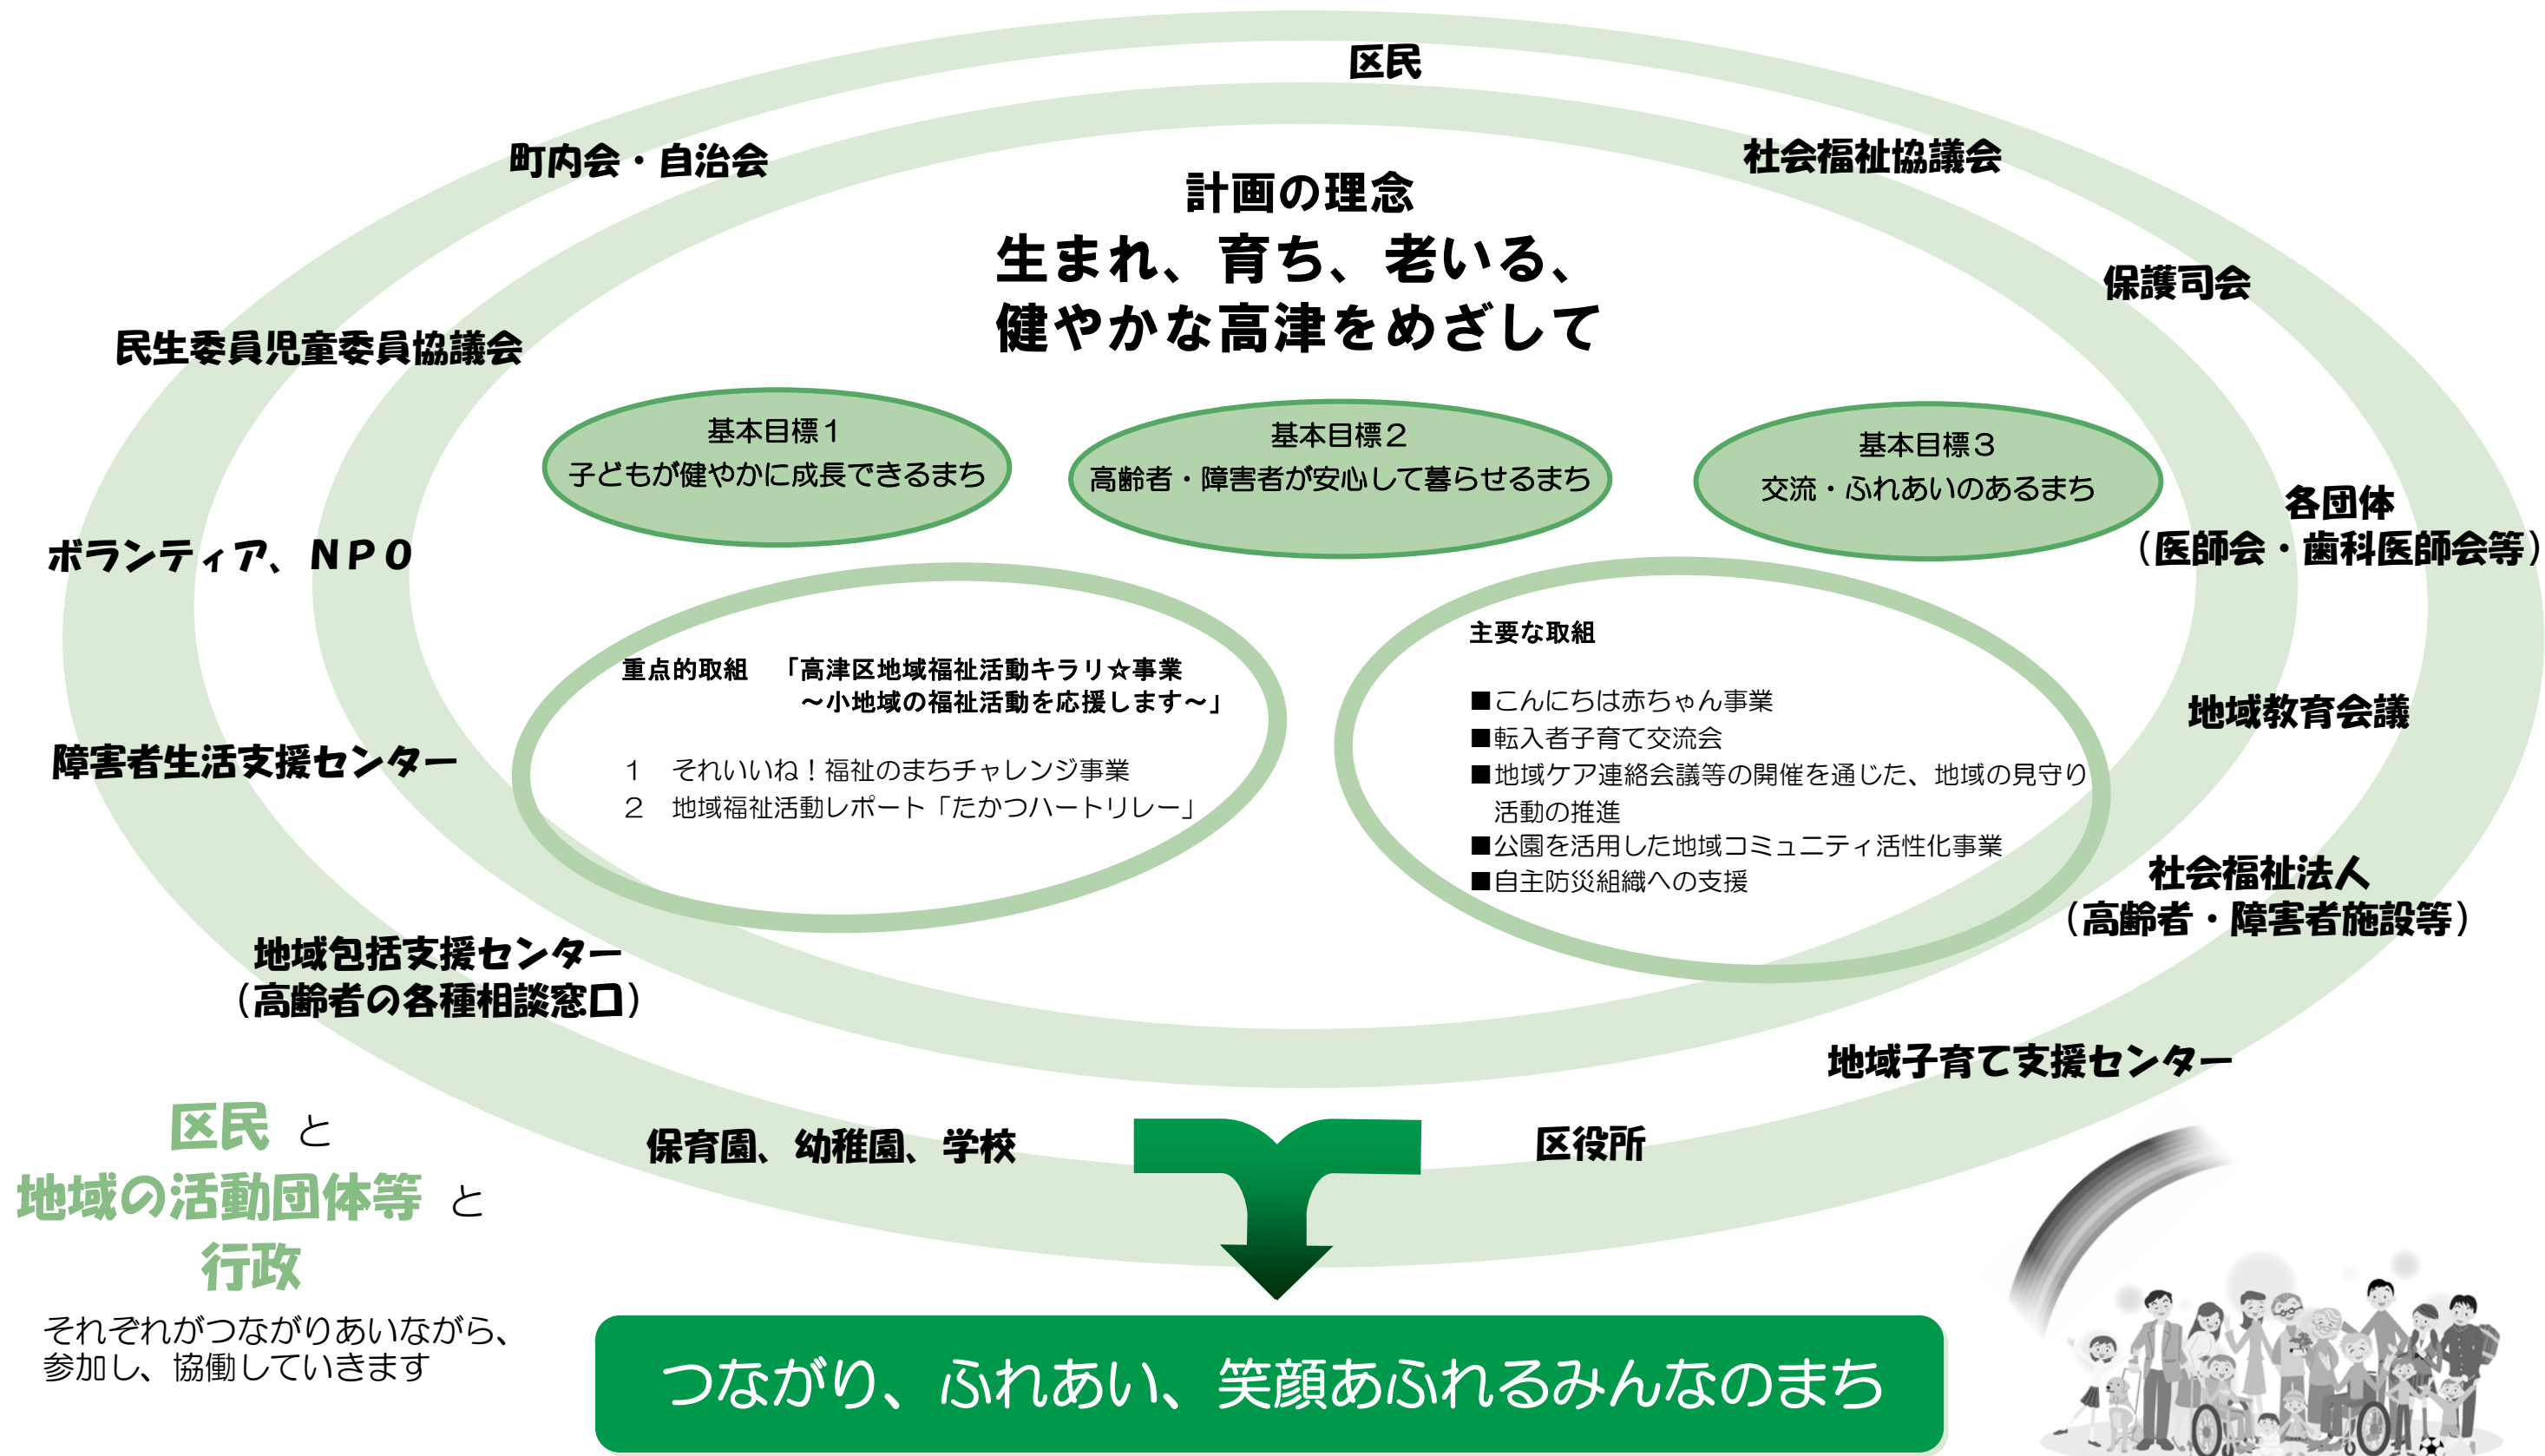 区民
町内会・自治会
社会福祉協議会
計画の理念
生まれ、育ち、老いる、
健やかな高津をめざして
保護司会
民生委員児童委員協議会
基本目標１
子どもが健やかに成長できるまち
基本目標２
高齢者・障害者が安心して暮らせるまち
基本目標３
交流・ふれあいのあるまち
各団体
（医師会・歯科医師会等）
ボランティア、ＮＰＯ
重点的取組　「高津区地域福祉活動キラリ☆事業
～小地域の福祉活動を応援します～」
１　それいいね！福祉のまちチャレンジ事業
２　地域福祉活動レポート「たかつハートリレー」
主要な取組
■こんにちは赤ちゃん事業
■転入者子育て交流会
■地域ケア連絡会議等の開催を通じた、地域の見守り
活動の推進
■公園を活用した地域コミュニティ活性化事業
■自主防災組織への支援
地域教育会議
障害者生活支援センター
社会福祉法人
（高齢者・障害者施設等）
地域包括支援センター
（高齢者の各種相談窓口）
地域子育て支援センター
保育園、幼稚園、学校
区役所
区民 と
地域の活動団体等 と
行政
それぞれがつながりあいながら、
参加し、協働していきます
つながり、ふれあい、笑顔あふれるみんなのまち